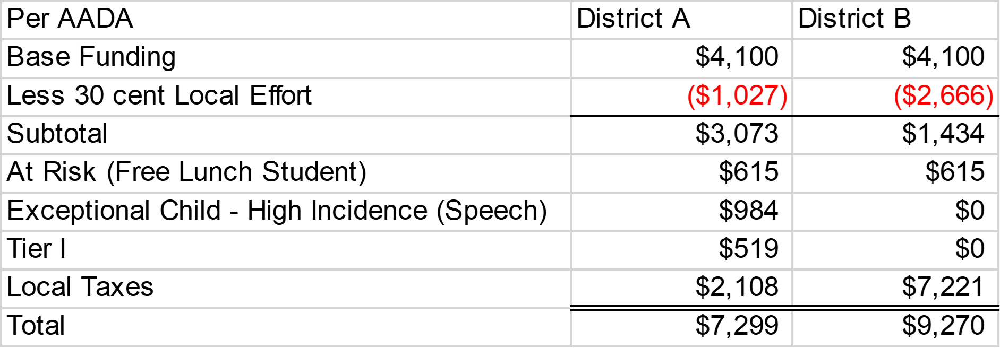 Per AADA District A District B
Base Funding $4,100 $4,100
Less 30 cent Local Effort ($1,027) ($2,666)
Subtotal $3,073 $1,434
At Risk (Free Lunch Student) $615 $615
Exceptional Child - High Incidence (Speech) $984 $0
Tier I $519 $0
Local Taxes $2,108 $7,221
Total $7,299 $9,270